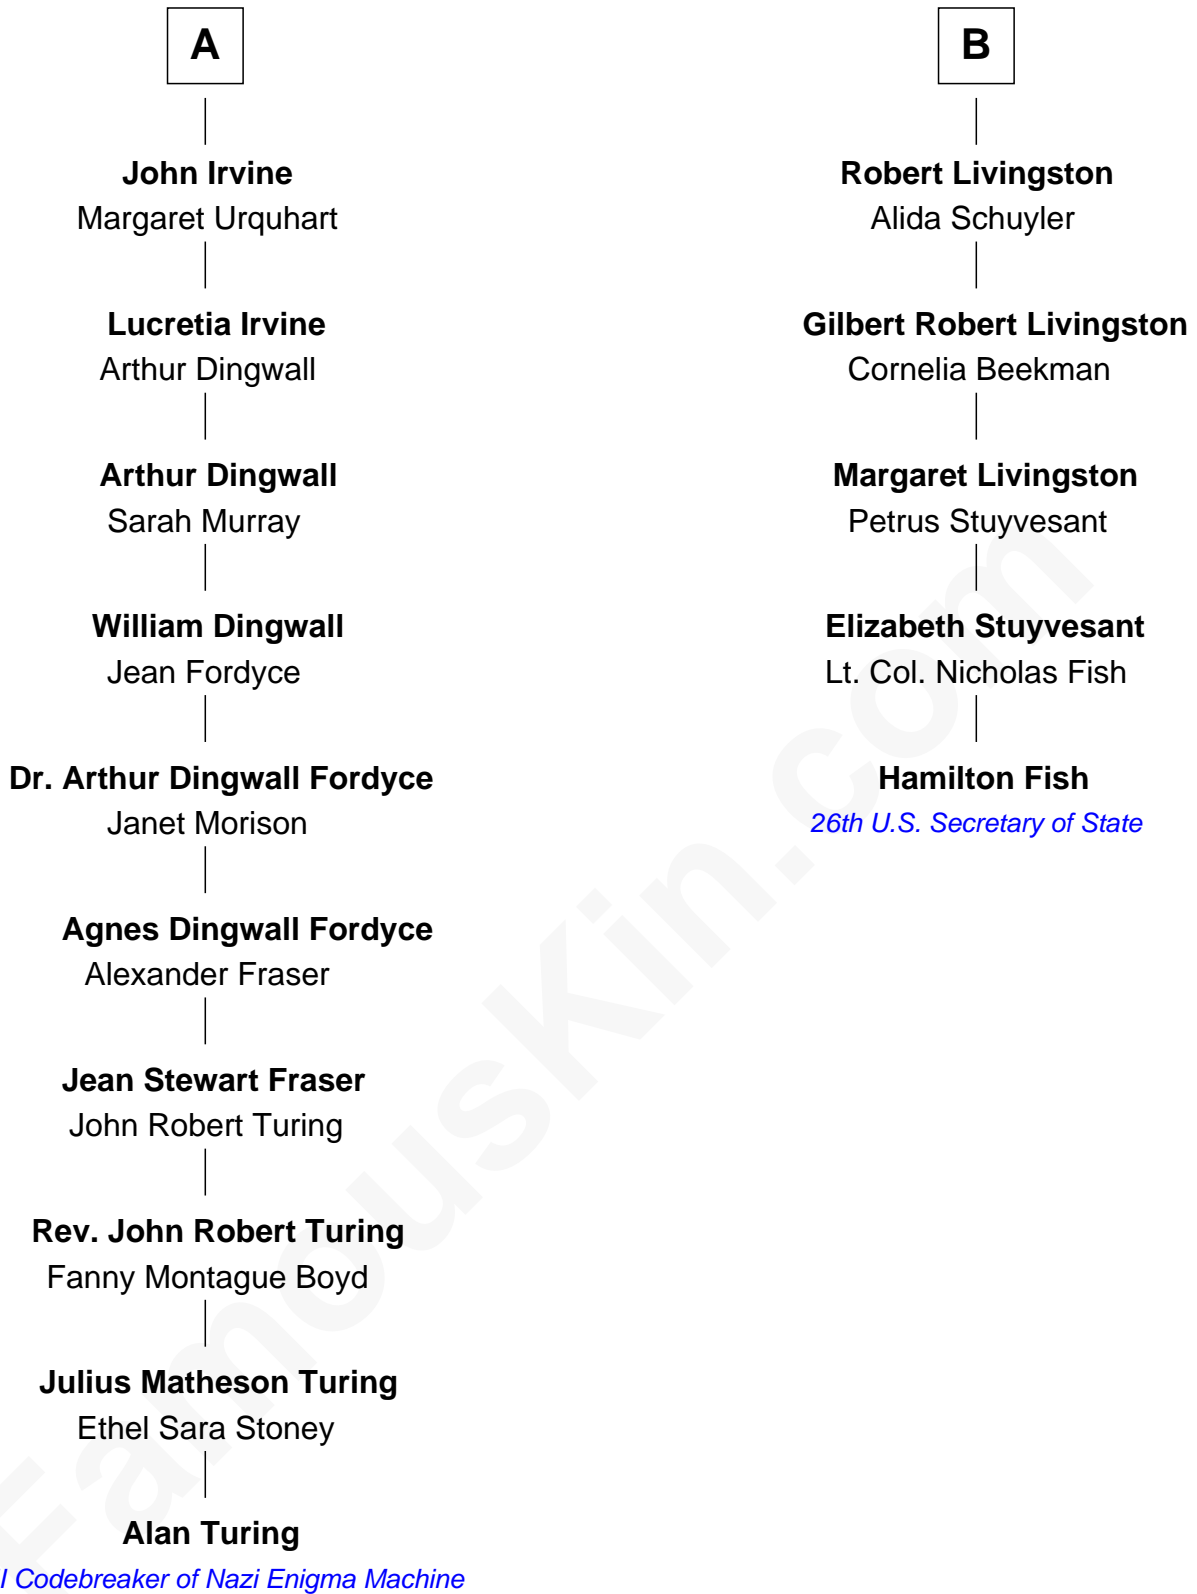 A
John Irvine
Margaret Urquhart
Lucretia Irvine
Arthur Dingwall
Arthur Dingwall
Sarah Murray
William Dingwall
Jean Fordyce
Dr. Arthur Dingwall Fordyce
Janet Morison
Agnes Dingwall Fordyce
Alexander Fraser
Jean Stewart Fraser
John Robert Turing
Rev. John Robert Turing
Fanny Montague Boyd
Julius Matheson Turing
Ethel Sara Stoney
Alan Turing
I Codebreaker of Nazi Enigma Machine
B
Robert Livingston
Alida Schuyler
Gilbert Robert Livingston
Cornelia Beekman
Margaret Livingston
Petrus Stuyvesant
Elizabeth Stuyvesant
Lt. Col. Nicholas Fish
Hamilton Fish
26th U.S. Secretary of State
FamousKin.com